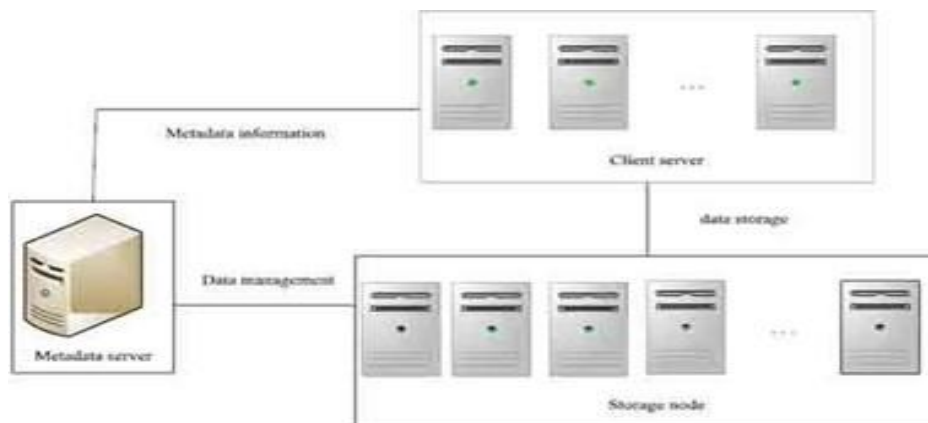 Metadata information
Client server
data storage
Data management
Metadata server
...
...
Storage node